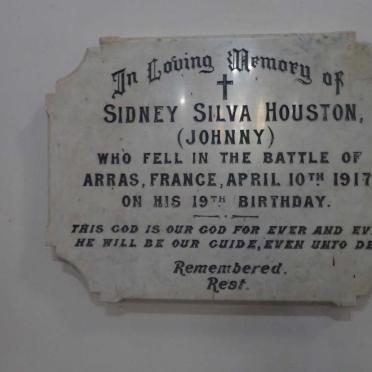 In Loving Memory of
SIDNEY SILVA HOUSTON,
(JOHNNY)
WHO FELL IN THE BATTLE OF
ARRAS, FRANCE, APRIL 10TH 1917
ON HIS 19TH BIRTHDAY.
THIS GOD IS OUR GOD FOR EVER AND
HE WILL BE OUR GUIDE, EVEN UNTO
Remembered.
Rest.